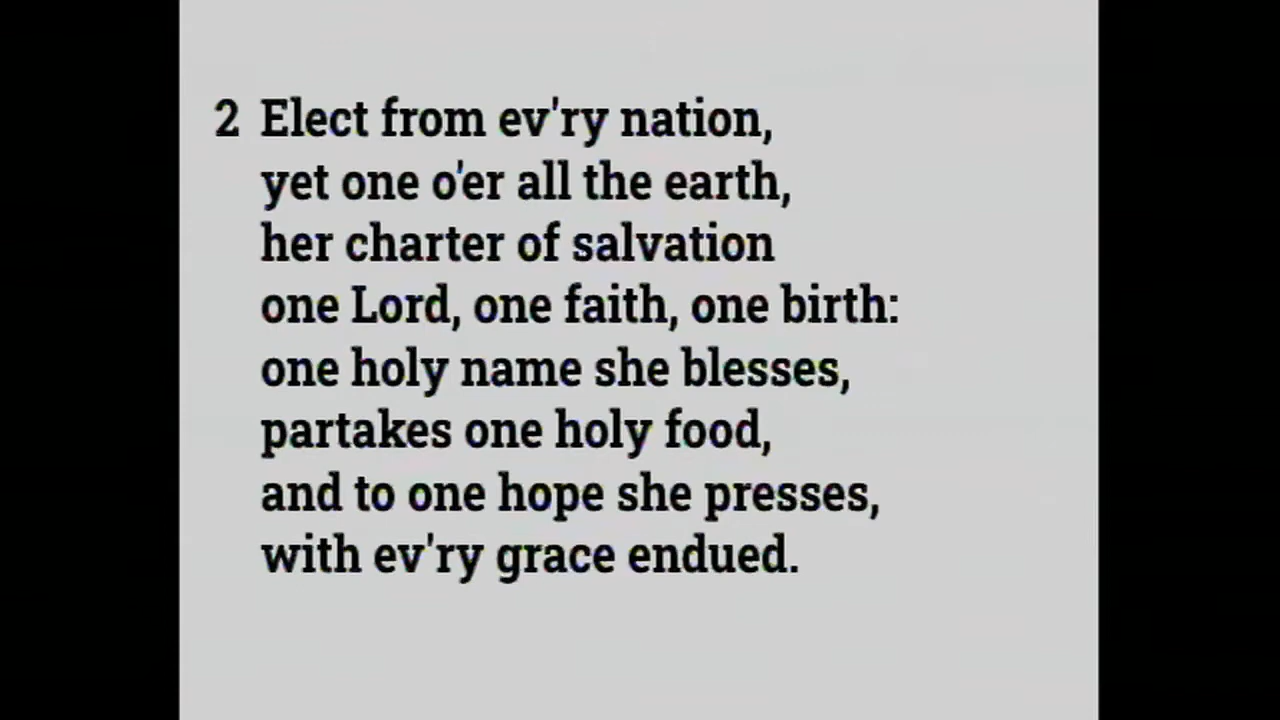 2 Elect from ev'ry nation,
yet one o'er all the earth,
her charter of salvation
one Lord, one faith, one birth:
one holy name she blesses,
partakes one holy food,
and to one hope she presses,
with ev'ry grace endued.